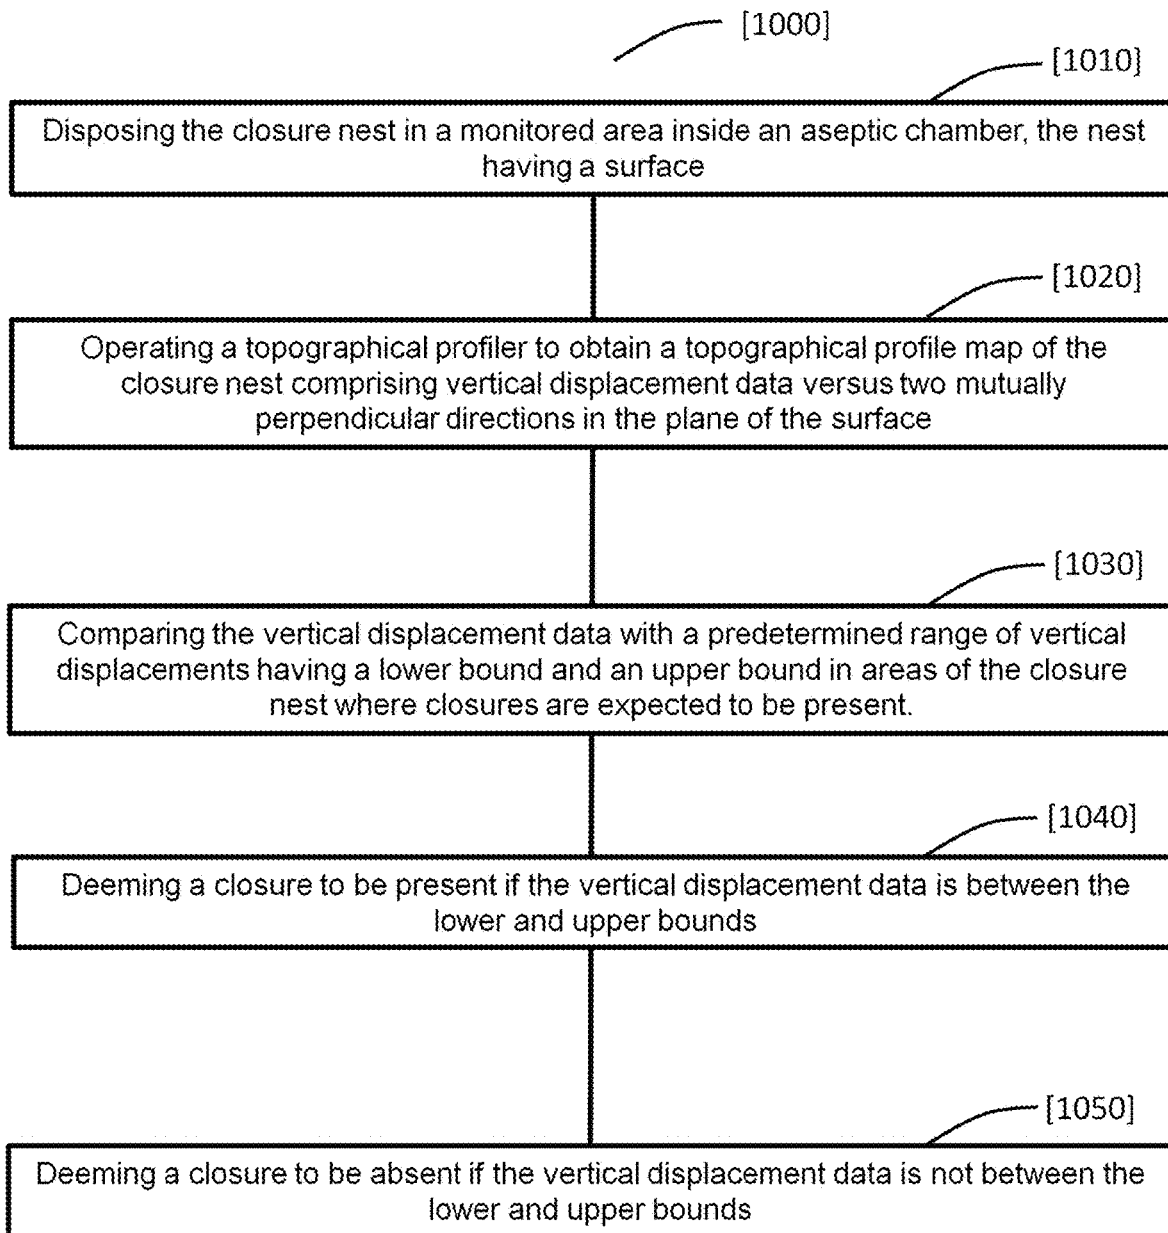 [1000]
[1010]
Disposing the closure nest in a monitored area inside an aseptic chamber, the nest
having a surface
[1020]
Operating a topographical profiler to obtain a topographical profile map of the
closure nest comprising vertical displacement data versus two mutually
perpendicular directions in the plane of the surface
[1030]
Comparing the vertical displacement data with a predetermined range of vertical
displacements having a lower bound and an upper bound in areas of the closure
nest where closures are expected to be present.
[1040]
Deeming a closure to be present if the vertical displacement data is between the
lower and upper bounds
[1050]
Deeming a closure to be absent if the vertical displacement data is not between the
lower and upper bounds